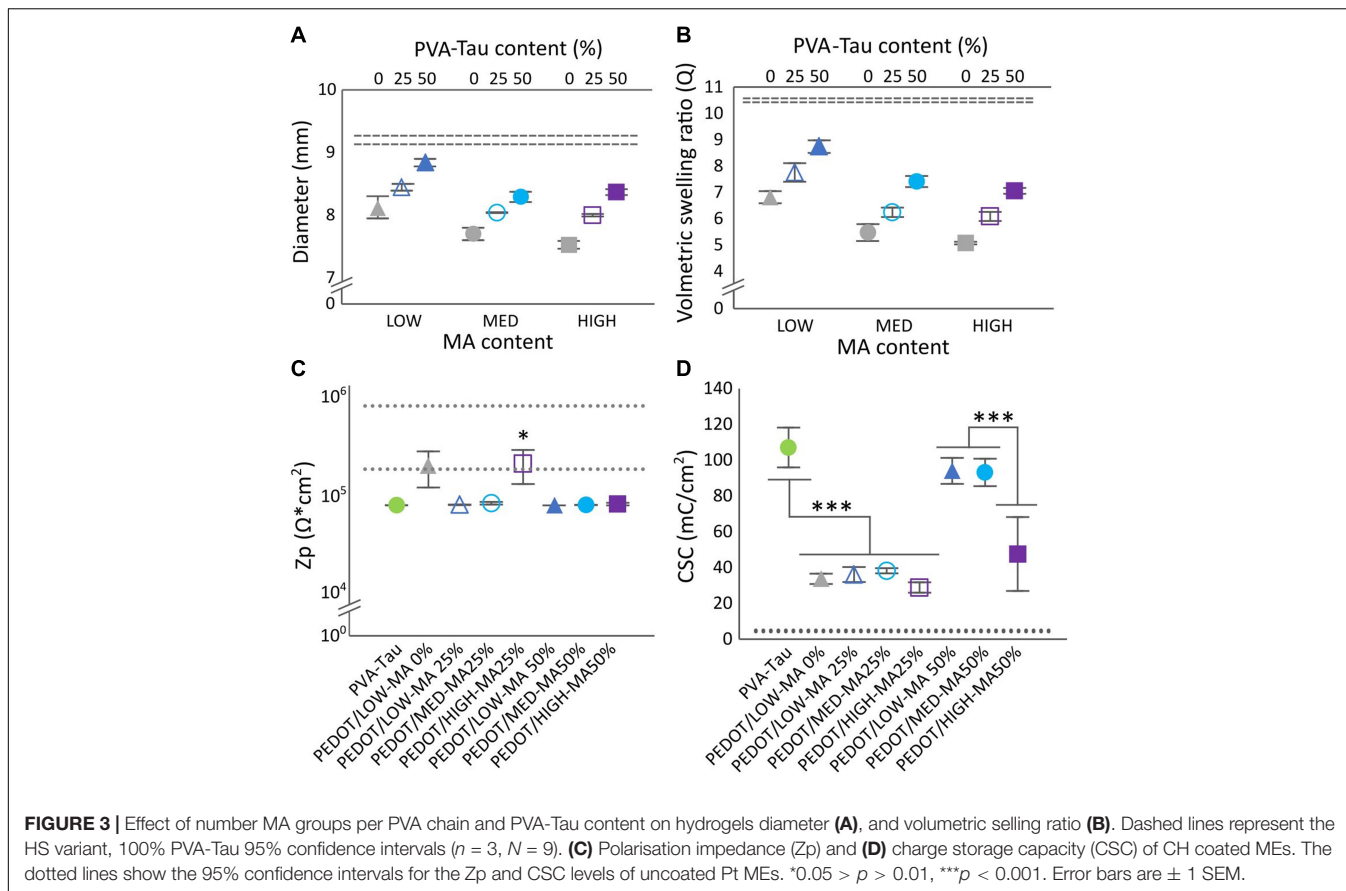 A
PVA-Tau content (%)
0 25 50 0 25 50 0 25 50
Diameter (mm)
10
9
8
7
0
LOW MED HIGH
MA content
B
PVA-Tau content (%)
0 25 50 0 25 50 0 25 50
Volmetric swelling ratio (Q)
11
10
9
8
7
6
5
4
0
LOW MED HIGH
MA content
C
Zp (Ω*cm²)
10⁶
10⁵
10⁴
10⁰
*
PVA-Tau
PEDOT/LOW-MA 0%
PEDOT/LOW-MA 25%
PEDOT/MED-MA25%
PEDOT/HIGH-MA25%
PEDOT/LOW-MA 50%
PEDOT/MED-MA50%
PEDOT/HIGH-MA50%
D
CSC (mC/cm²)
140
120
100
80
60
40
20
0
***
***
PVA-Tau
PEDOT/LOW-MA 0%
PEDOT/LOW-MA 25%
PEDOT/MED-MA25%
PEDOT/HIGH-MA25%
PEDOT/LOW-MA 50%
PEDOT/MED-MA50%
PEDOT/HIGH-MA50%
FIGURE 3 | Effect of number MA groups per PVA chain and PVA-Tau content on hydrogels diameter (A), and volumetric selling ratio (B). Dashed lines represent the
HS variant, 100% PVA-Tau 95% confidence intervals (n = 3, N = 9). (C) Polarisation impedance (Zp) and (D) charge storage capacity (CSC) of CH coated MEs. The
dotted lines show the 95% confidence intervals for the Zp and CSC levels of uncoated Pt MEs. *0.05 > p > 0.01, ***p < 0.001. Error bars are ± 1 SEM.